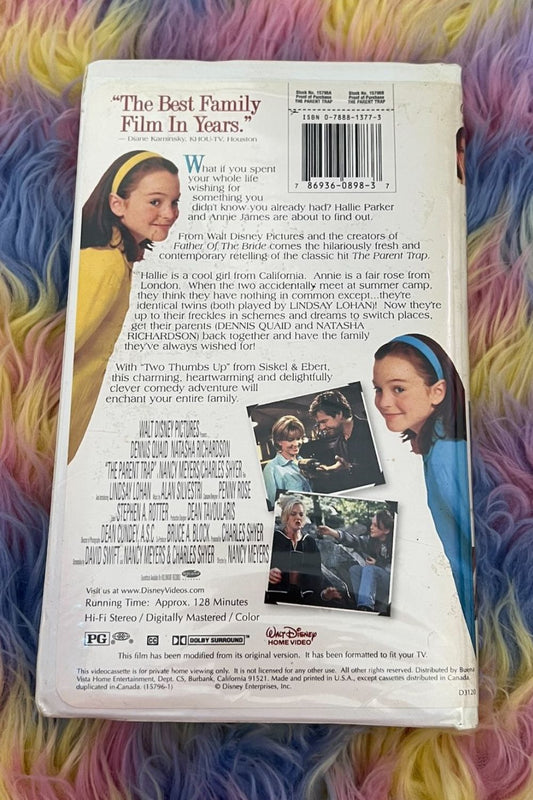 "The Best Family
Film In Years."
— Diane Kaminsky, KHOU-TV, Houston
Stock No. 15796A
Proof of Purchase
THE PARENT TRAP
Stock No. 15796B
Proof of Purchase
THE PARENT TRAP
ISBN 0-7888-1377-3
7 86936-0898-3 7
What if you spent
your whole life
wishing for
something you
didn't know you already had? Hallie Parker
and Annie James are about to find out.
From Walt Disney Pictures and the creators of
Father Of The Bride comes the hilariously fresh and
contemporary retelling of the classic hit The Parent Trap.
Hallie is a cool girl from California. Annie is a fair rose from
London. When the two accidentally meet at summer camp,
they think they have nothing in common except...they're
identical twins (both played by LINDSAY LOHAN)! Now they're
up to their freckles in schemes and dreams to switch places,
get their parents (DENNIS QUAID and NATASHA
RICHARDSON) back together and have the family
they've always wished for!
With "Two Thumbs Up" from Siskel & Ebert,
this charming, heartwarming and delightfully
clever comedy adventure will
enchant your entire family.
WALT DISNEY PICTURES
DENNIS QUAID NATASHA RICHARDSON
"THE PARENT TRAP" NANCY MEYERS/CHARLES SHYER
LINDSAY LOHAN ALAN SILVESTRI PENNY ROSE
STEPHEN A. ROTTER DEAN TAVOULARIS
DEAN CUNDEY, A.S.C. BRUCE A. BLOCK CHARLES SHYER
DAVID SWIFT AND NANCY MEYERS & CHARLES SHYER NANCY MEYERS
Visit us at www.DisneyVideos.com
Running Time: Approx. 128 Minutes
Hi-Fi Stereo / Digitally Mastered / Color
PG CC DOLBY SURROUND Walt Disney
HOME VIDEO
This film has been modified from its original version. It has been formatted to fit your TV.
This videocassette is for private home viewing only. It is not licensed for any other use. All other rights reserved. Distributed by Buena
Vista Home Entertainment, Dept. CS, Burbank, California 91521. Made and printed in U.S.A., except cassettes distributed in Canada,
duplicated in Canada. (15796-1) © Disney Enterprises, Inc.
D3120